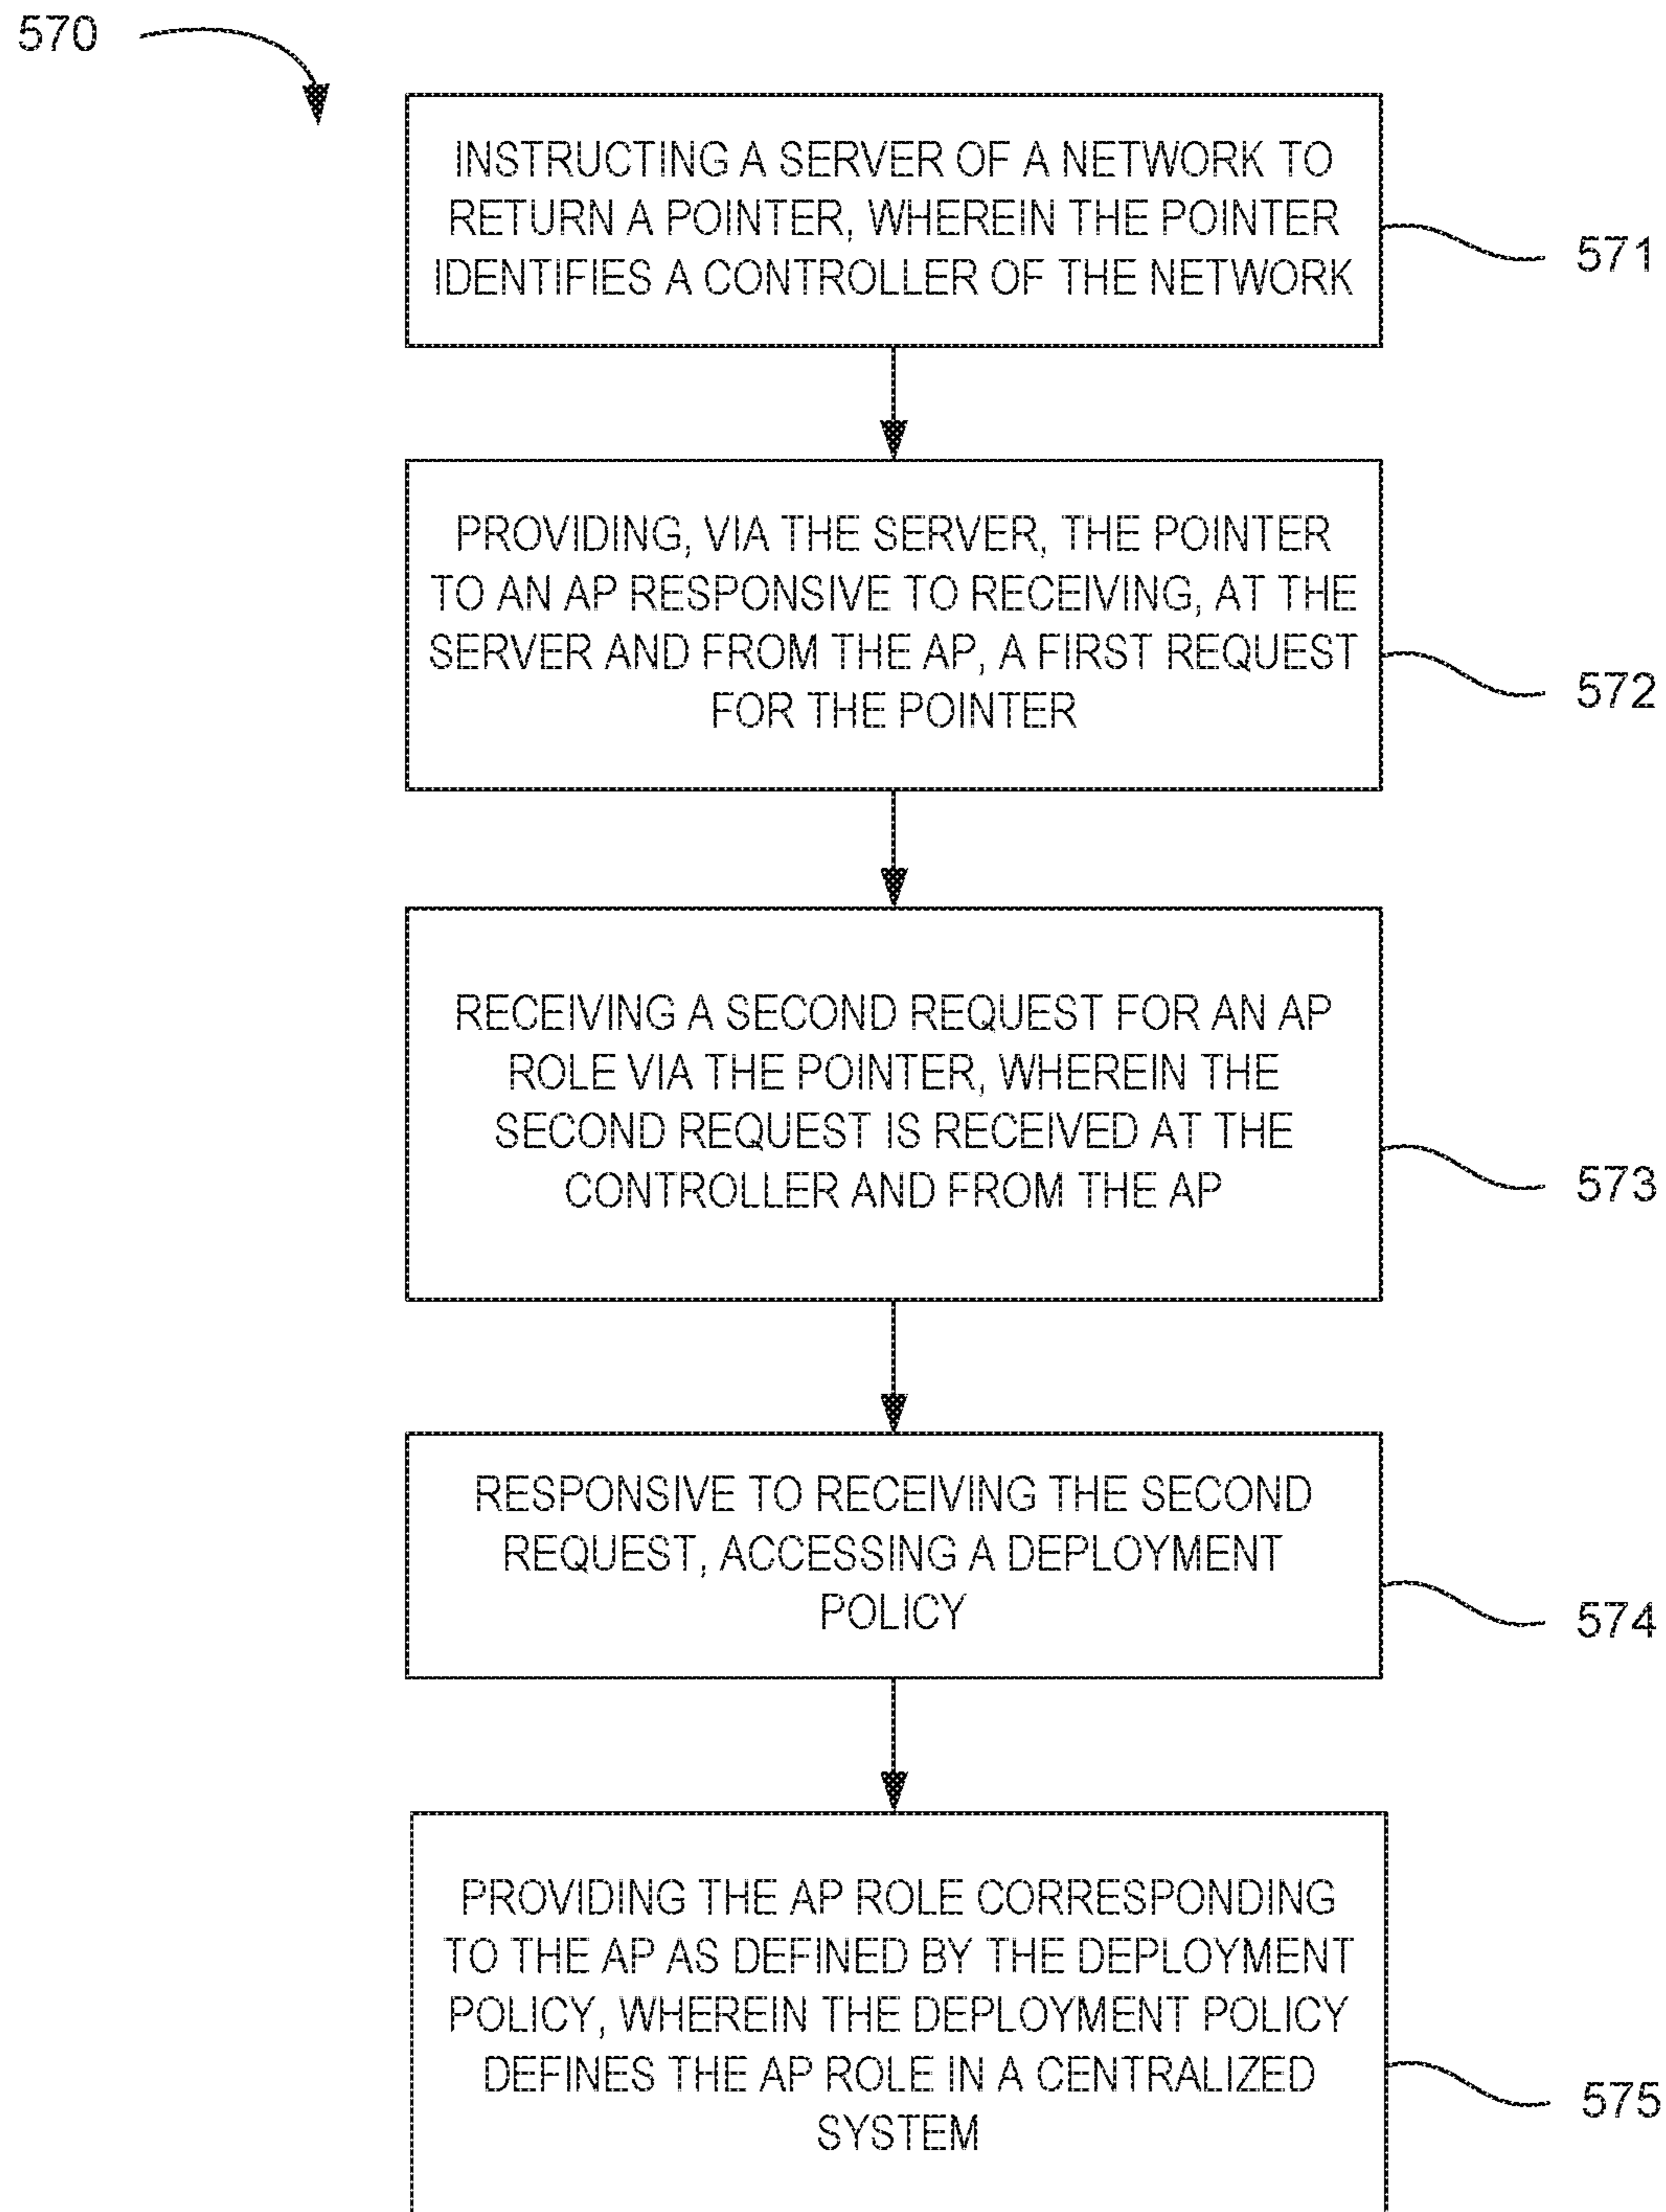 570
INSTRUCTING A SERVER OF A NETWORK TO
RETURN A POINTER, WHEREIN THE POINTER
IDENTIFIES A CONTROLLER OF THE NETWORK
571
PROVIDING, VIA THE SERVER, THE POINTER
TO AN AP RESPONSIVE TO RECEIVING, AT THE
SERVER AND FROM THE AP, A FIRST REQUEST
FOR THE POINTER
572
RECEIVING A SECOND REQUEST FOR AN AP
ROLE VIA THE POINTER, WHEREIN THE
SECOND REQUEST IS RECEIVED AT THE
CONTROLLER AND FROM THE AP
573
RESPONSIVE TO RECEIVING THE SECOND
REQUEST, ACCESSING A DEPLOYMENT
POLICY
574
PROVIDING THE AP ROLE CORRESPONDING
TO THE AP AS DEFINED BY THE DEPLOYMENT
POLICY, WHEREIN THE DEPLOYMENT POLICY
DEFINES THE AP ROLE IN A CENTRALIZED
SYSTEM
575